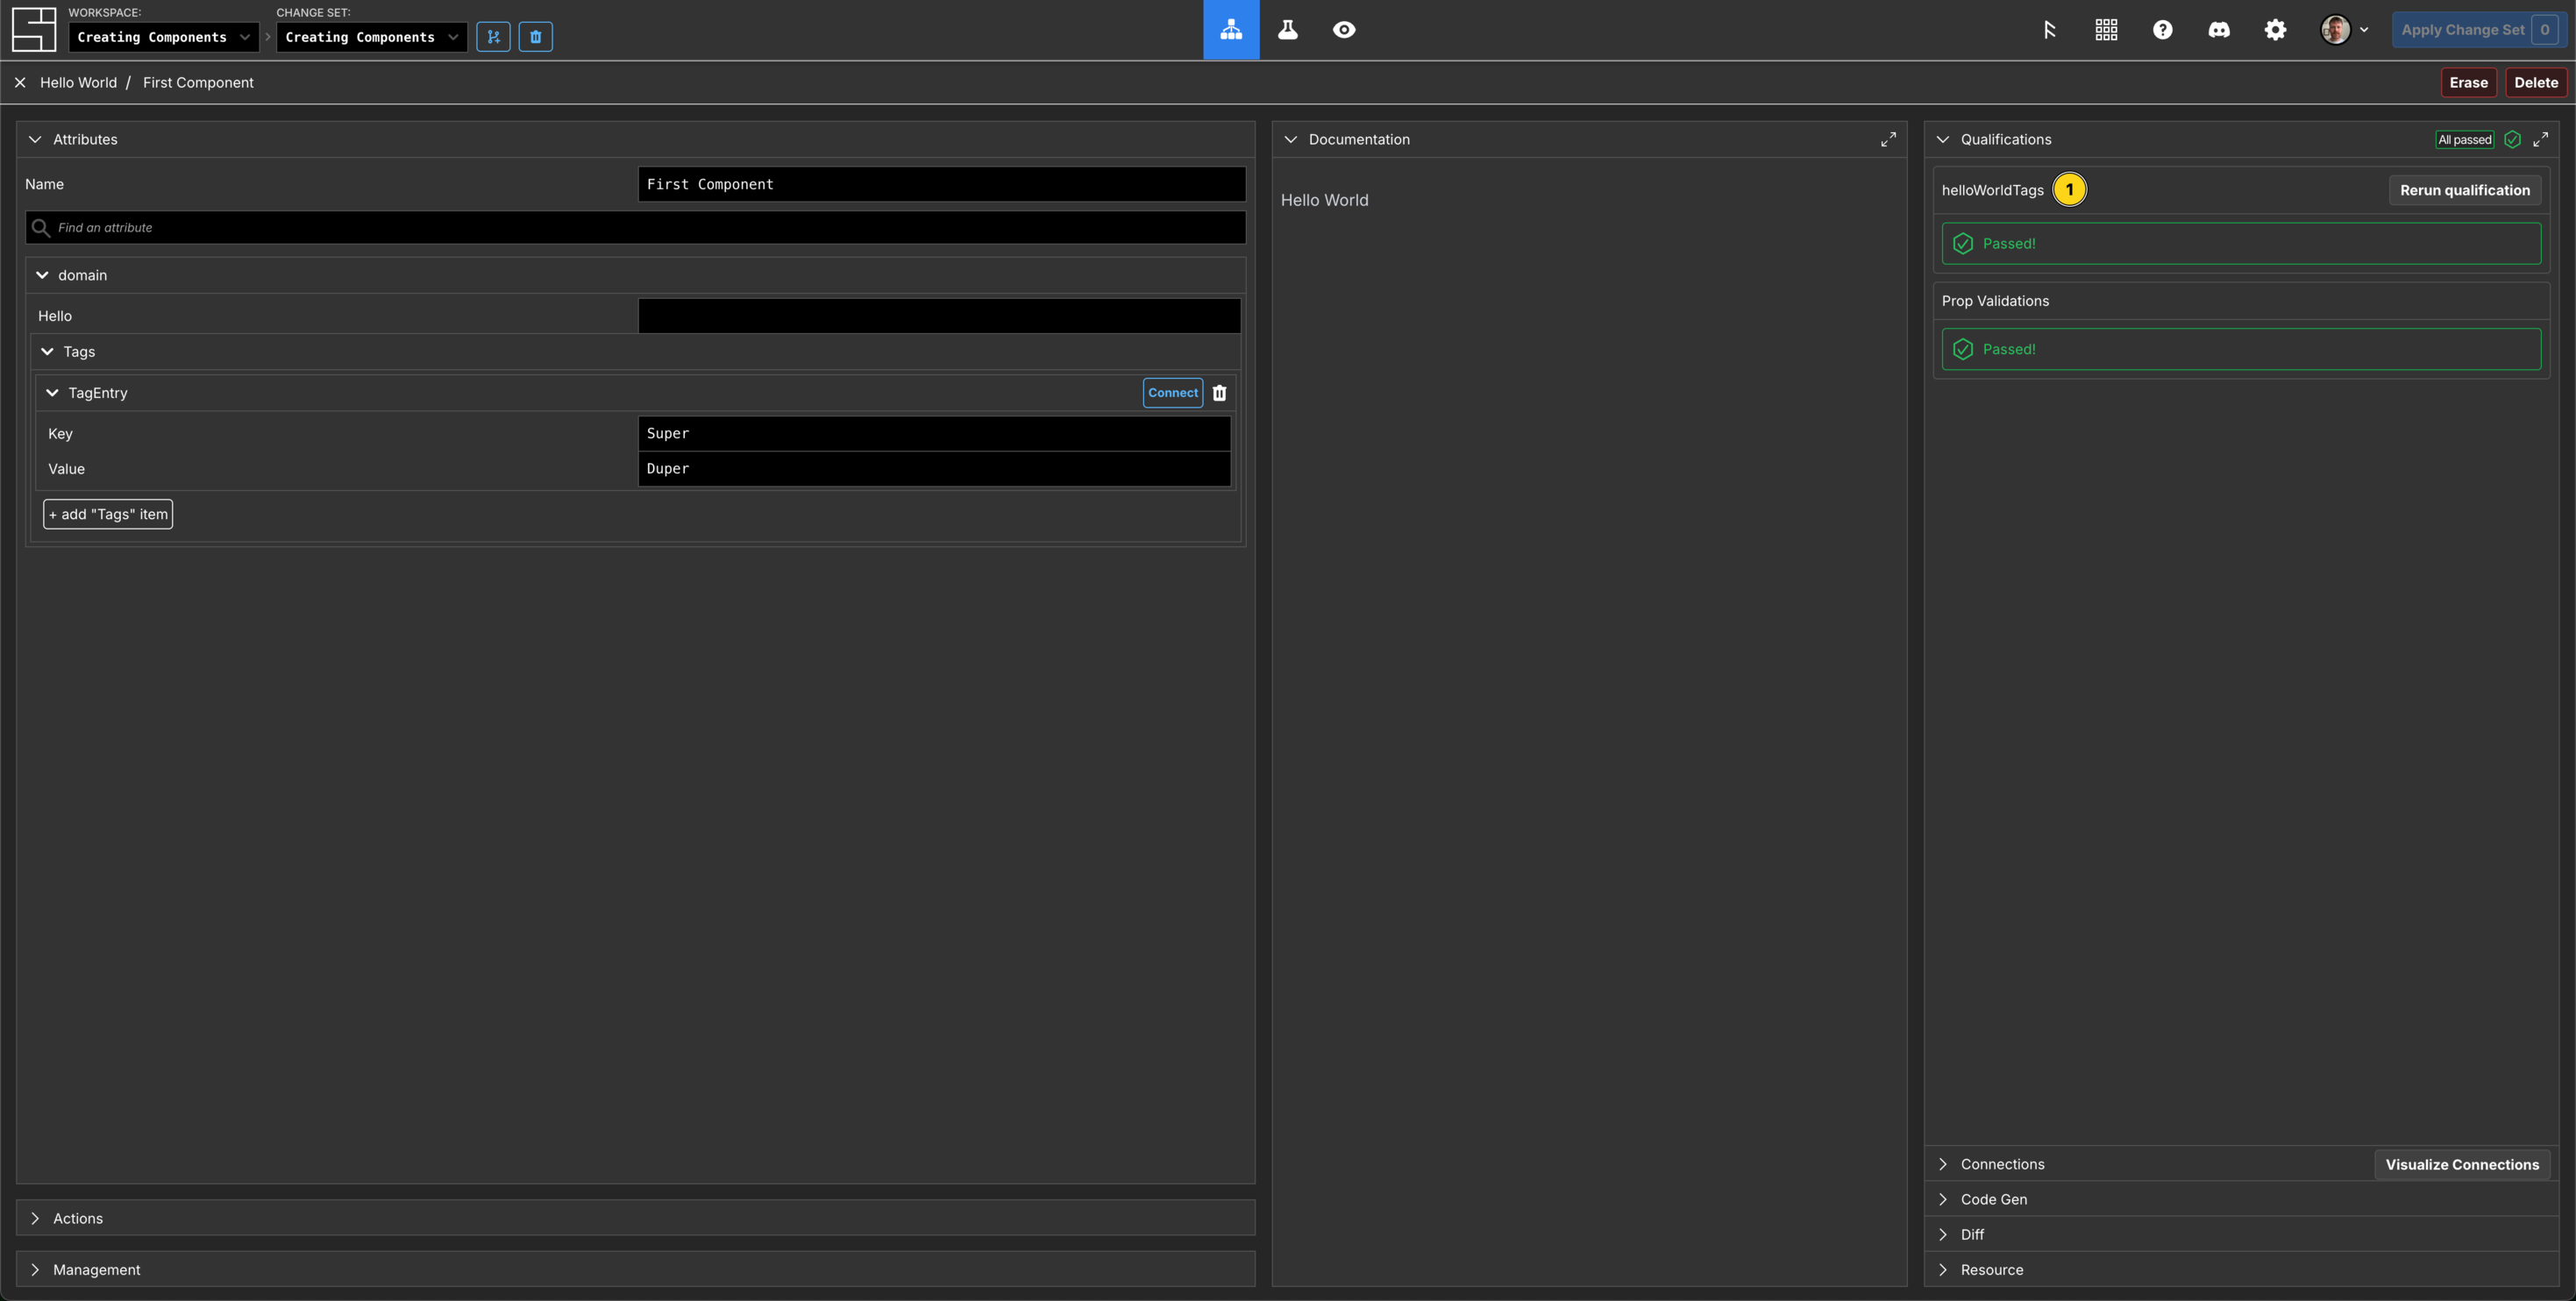 WORKSPACE:
Creating Components
CHANGE SET:
Creating Components
Apply Change Set 0
Hello World / First Component
Erase
Delete
Attributes
Name
First Component
Find an attribute
domain
Hello
Tags
TagEntry
Connect
Key
Super
Value
Duper
+ add "Tags" item
Actions
Management
Documentation
Hello World
Qualifications
All passed
helloWorldTags
1
Rerun qualification
Passed!
Prop Validations
Passed!
Connections
Visualize Connections
Code Gen
Diff
Resource